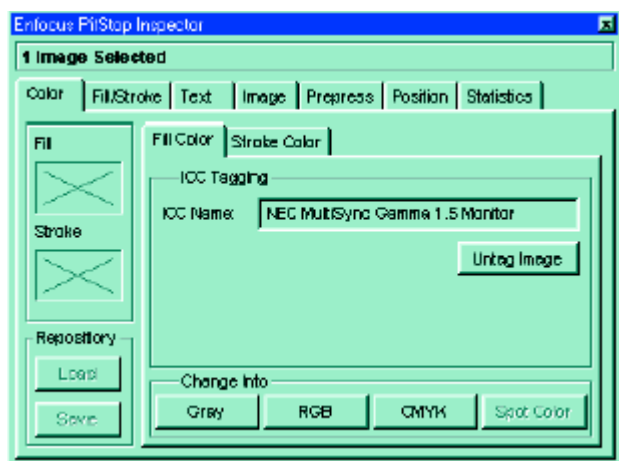 Enfocus PitStop Inspector
1 Image Selected
Color Fill/Stroke Text Image Prepress Position Statistics
Fill
Stroke
Repository
Load
Save
Fill Color Stroke Color
ICC Tagging
ICC Name: NEC MultiSync Gamma 1.5 Monitor
Untag Image
Change Into
Gray RGB CMYK Spot Color